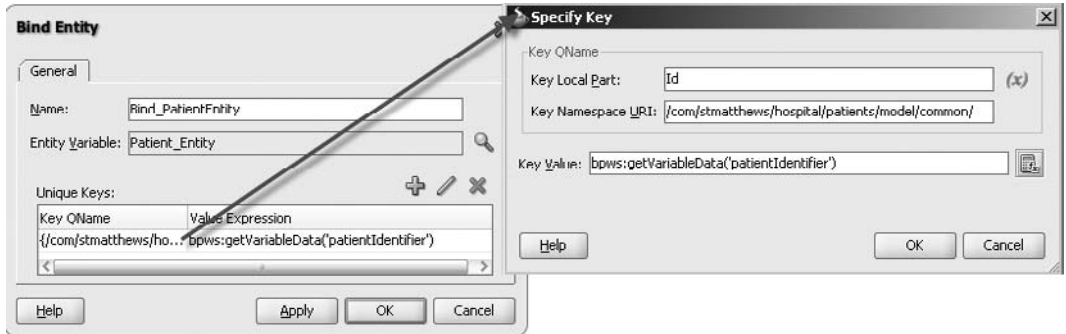 Bind Entity
General
Name: Bind_PatientEntity
Entity Variable: Patient_Entity
Unique Keys:
Key QName Value Expression
{/com/stmatthews/ho... bpws:getVariableData('patientIdentifier')
Help Apply OK Cancel
Specify Key
Key QName
Key Local Part: Id (x)
Key Namespace URI: /com/stmatthews/hospital/patients/model/common/
Key Value: bpws:getVariableData('patientIdentifier')
Help OK Cancel